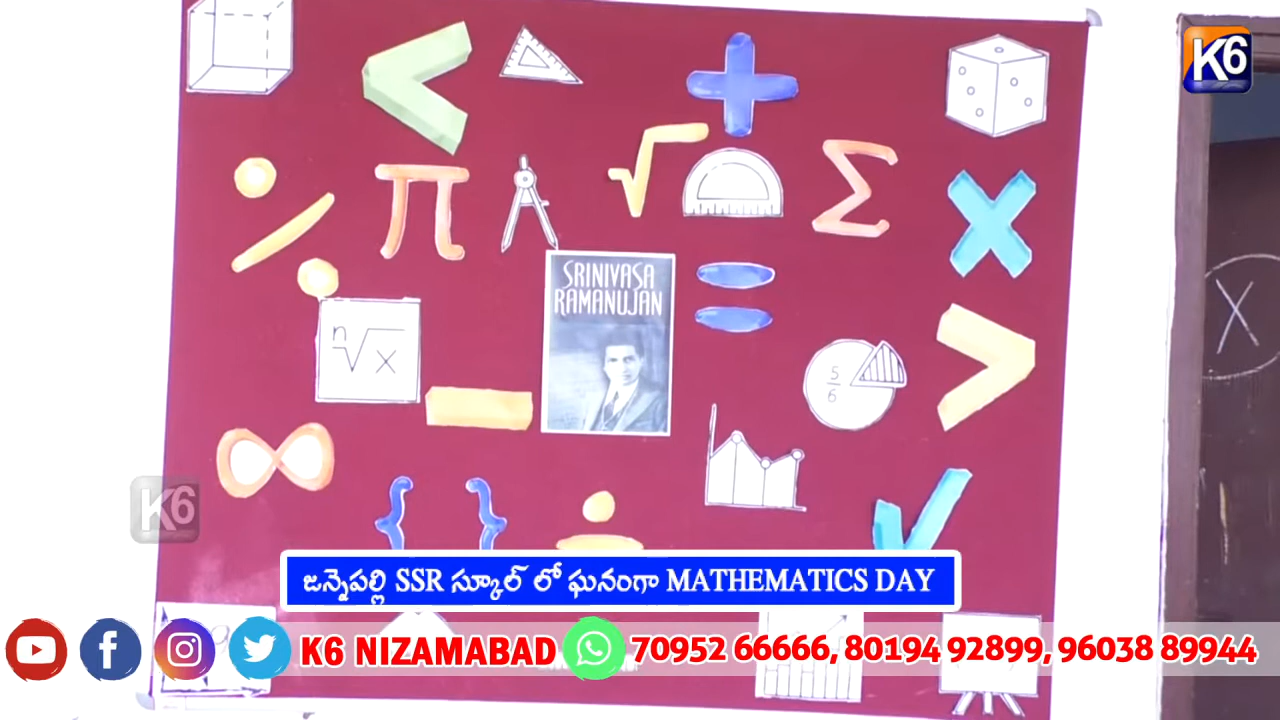 K6
SRINIVASA
RAMANUJAN
X
n√x
5
6
K6
జన్నెపల్లి SSR స్కూల్ లో ఘనంగా MATHEMATICS DAY
K6 NIZAMABAD 70952 66666, 80194 92899, 96038 89944